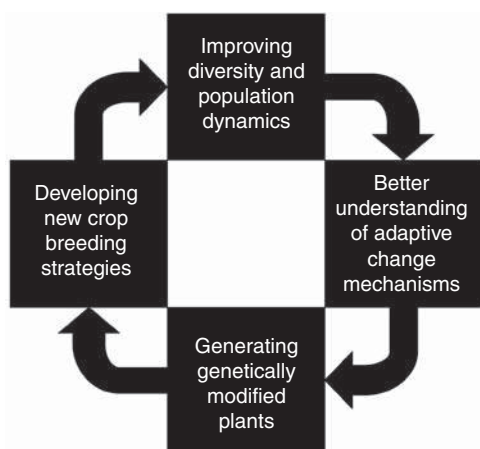 Improving
diversity and
population
dynamics
Developing
new crop
breeding
strategies
Better
understanding
of adaptive
change
mechanisms
Generating
genetically
modified
plants